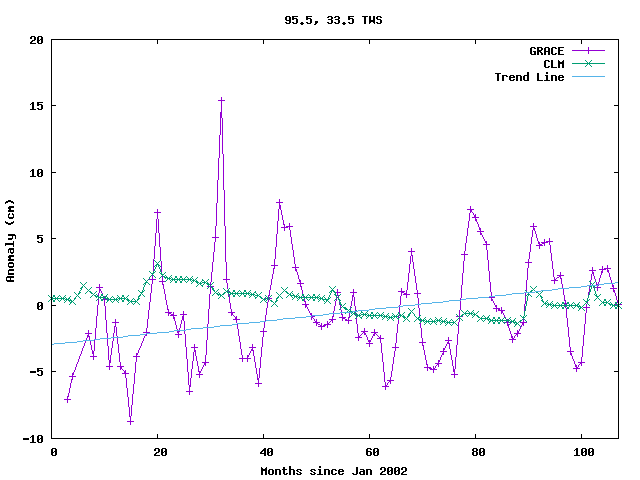 95.5, 33.5 TWS
GRACE
CLM
Trend Line
Anomaly (cm)
20
15
10
5
0
-5
-10
0 20 40 60 80 100
Months since Jan 2002